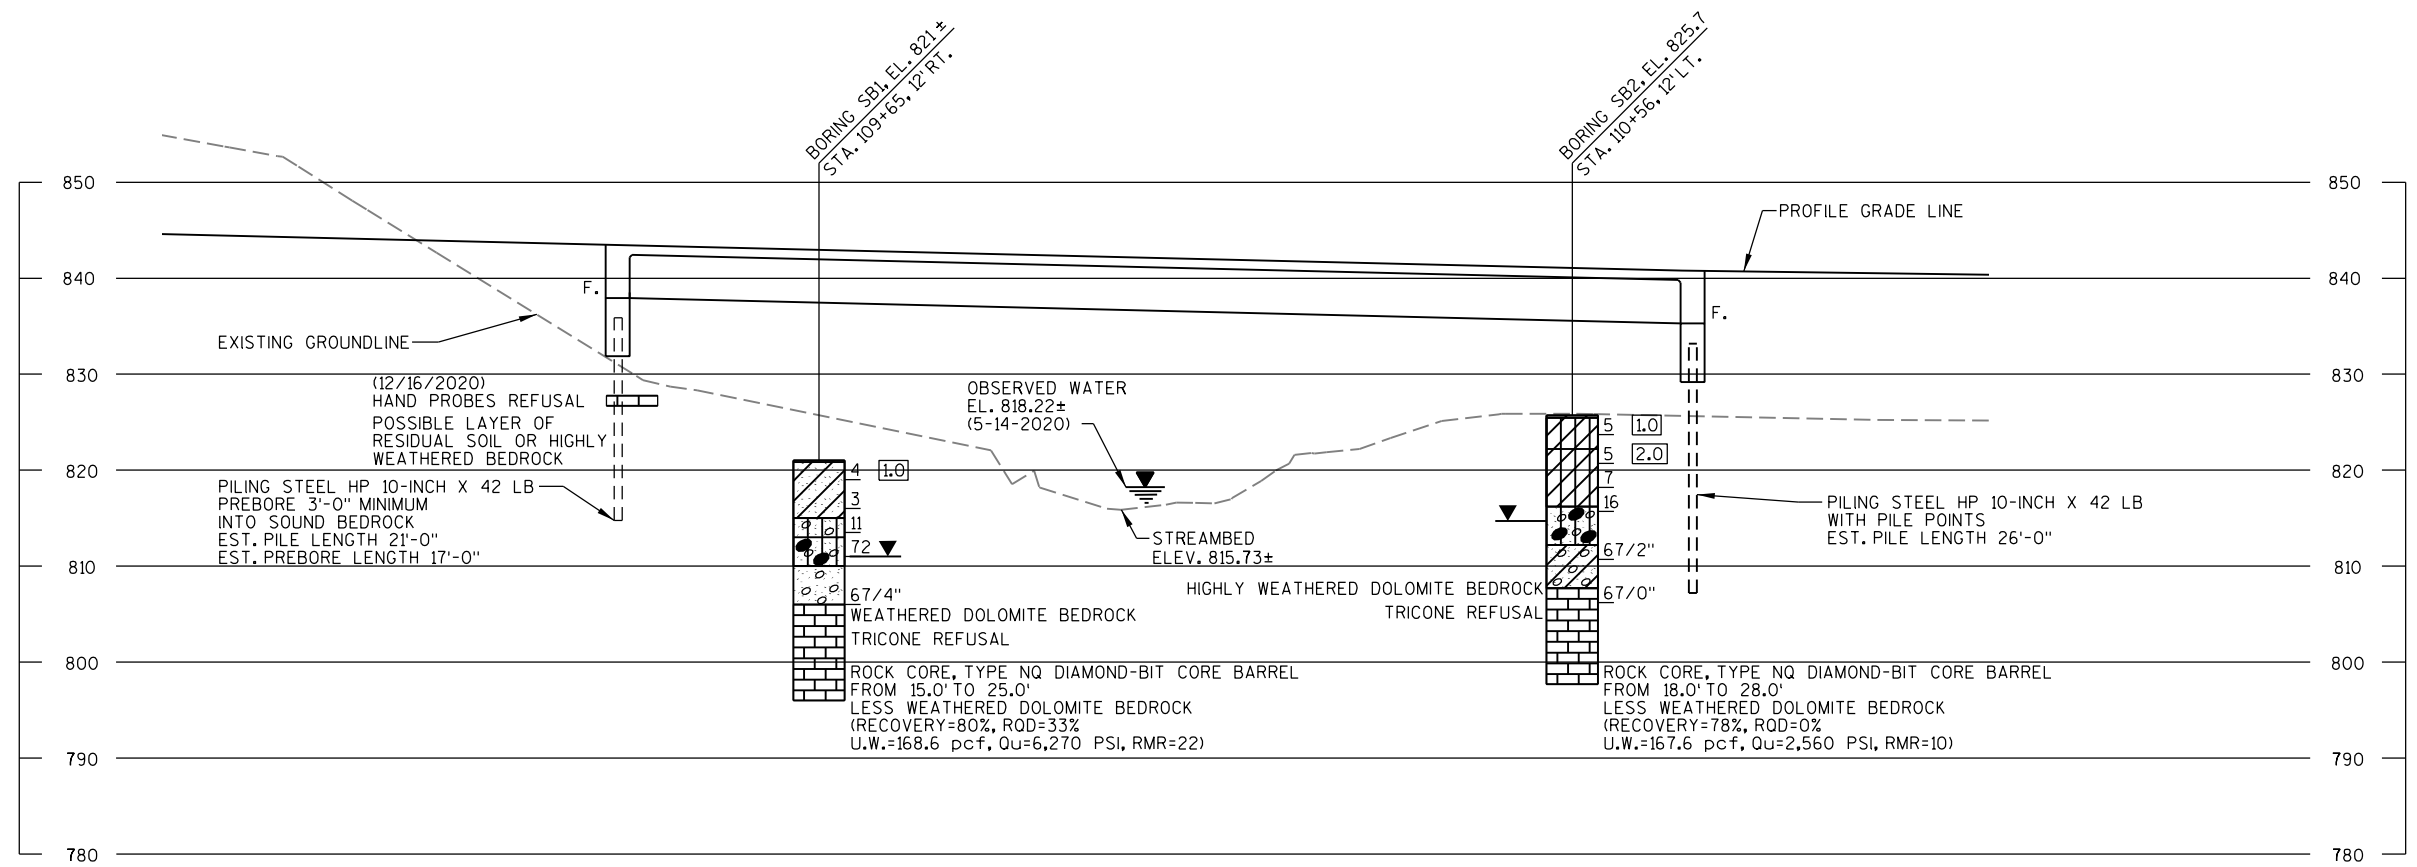 BORING SB1, EL. 821±
STA. 109+65, 12' RT.
BORING SB2, EL. 825.7
STA. 110+56, 12' LT.
850
850
PROFILE GRADE LINE
840
840
F.
F.
EXISTING GROUNDLINE
830
830
(12/16/2020)
HAND PROBES REFUSAL
POSSIBLE LAYER OF
RESIDUAL SOIL OR HIGHLY
WEATHERED BEDROCK
OBSERVED WATER
EL. 818.22±
(5-14-2020)
5 1.0
5 2.0
7
16
67/2"
67/0"
820
820
4 1.0
3
11
72
67/4"
PILING STEEL HP 10-INCH X 42 LB
PREBORE 3'-0" MINIMUM
INTO SOUND BEDROCK
EST. PILE LENGTH 21'-0"
EST. PREBORE LENGTH 17'-0"
PILING STEEL HP 10-INCH X 42 LB
WITH PILE POINTS
EST. PILE LENGTH 26'-0"
STREAMBED
ELEV. 815.73±
810
810
HIGHLY WEATHERED DOLOMITE BEDROCK
TRICONE REFUSAL
WEATHERED DOLOMITE BEDROCK
TRICONE REFUSAL
800
800
ROCK CORE, TYPE NQ DIAMOND-BIT CORE BARREL
FROM 15.0' TO 25.0'
LESS WEATHERED DOLOMITE BEDROCK
(RECOVERY=80%, RQD=33%
U.W.=168.6 pcf, Qu=6,270 PSI, RMR=22)
ROCK CORE, TYPE NQ DIAMOND-BIT CORE BARREL
FROM 18.0' TO 28.0'
LESS WEATHERED DOLOMITE BEDROCK
(RECOVERY=78%, RQD=0%
U.W.=167.6 pcf, Qu=2,560 PSI, RMR=10)
790
790
780
780